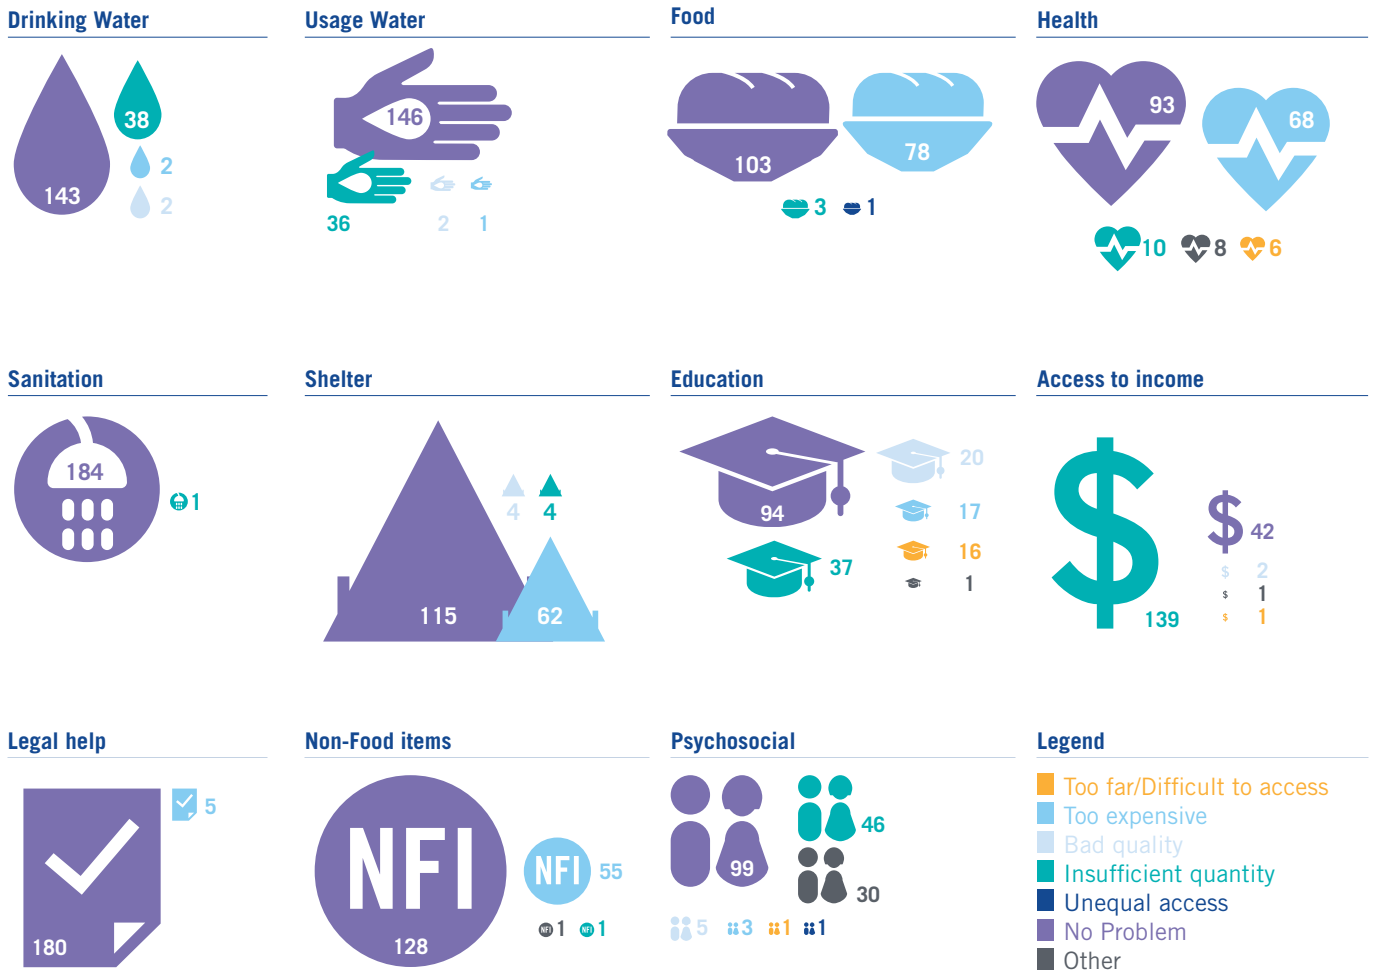 Drinking Water
143
38
2
2
Usage Water
146
36
2
1
Food
103
78
3
1
Health
93
68
10
8
6
Sanitation
184
1
Shelter
115
4
4
62
Education
94
37
20
17
16
1
Access to income
$
139
$ 42
$ 2
$ 1
$ 1
Legal help
180
5
Non-Food items
NFI
128
NFI 55
NFI 1
NFI 1
Psychosocial
99
46
30
5
3
1
1
Legend
Too far/Difficult to access
Too expensive
Bad quality
Insufficient quantity
Unequal access
No Problem
Other